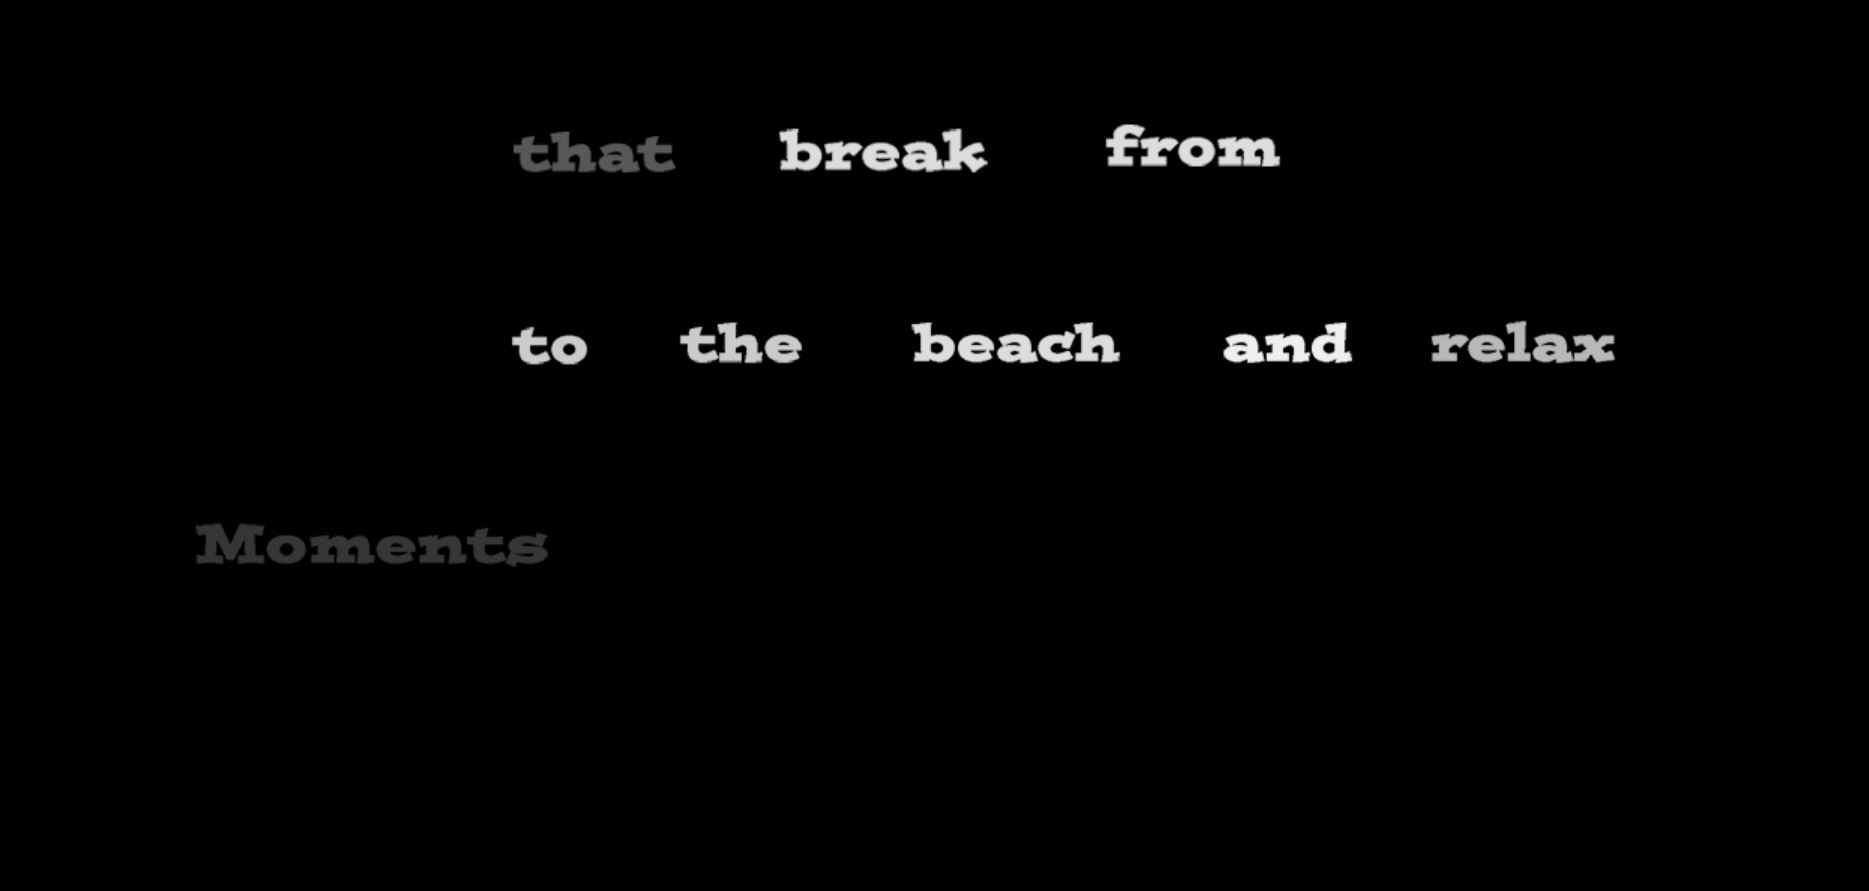 that break from
to the beach and relax
Moments